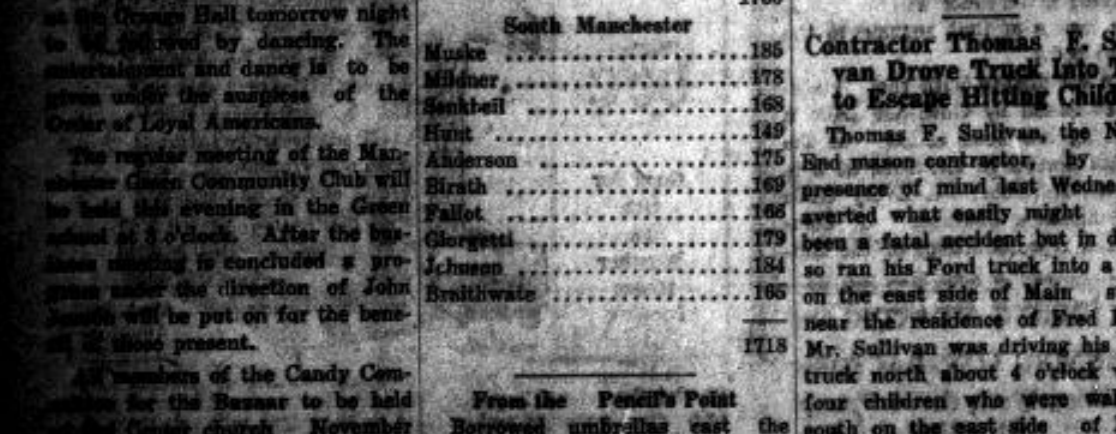 at the Orange Hall tomorrow night
to be followed by dancing. The
entertainment and dance is to be
given under the auspices of the
Order of Loyal Americans.
The regular meeting of the Man-
chester Green Community Club will
be held this evening in the Green
school at 8 o'clock. After the bus-
iness meeting is concluded a pro-
gram under the direction of John
will be put on for the bene-
fit of those present.
All members of the Candy Com-
for the Bazaar to be held
church November
South Manchester
Muske 185
Mildner 178
Senkbeil 168
Hunt 149
Anderson 175
Birath 169
Fallot 166
Giorgetti 179
Johnson 184
Braithwate 165
1718
From the Pencil's Point
Borrowed umbrellas cast the
Contractor Thomas F. S
van Drove Truck Into T
to Escape Hitting Child
Thomas F. Sullivan, the N
End mason contractor, by
presence of mind last Wedne
averted what easily might
been a fatal accident but in d
so ran his Ford truck into a
on the east side of Main s
near the residence of Fred
Mr. Sullivan was driving his
truck north about 4 o'clock
four children who were wal
south on the east side of